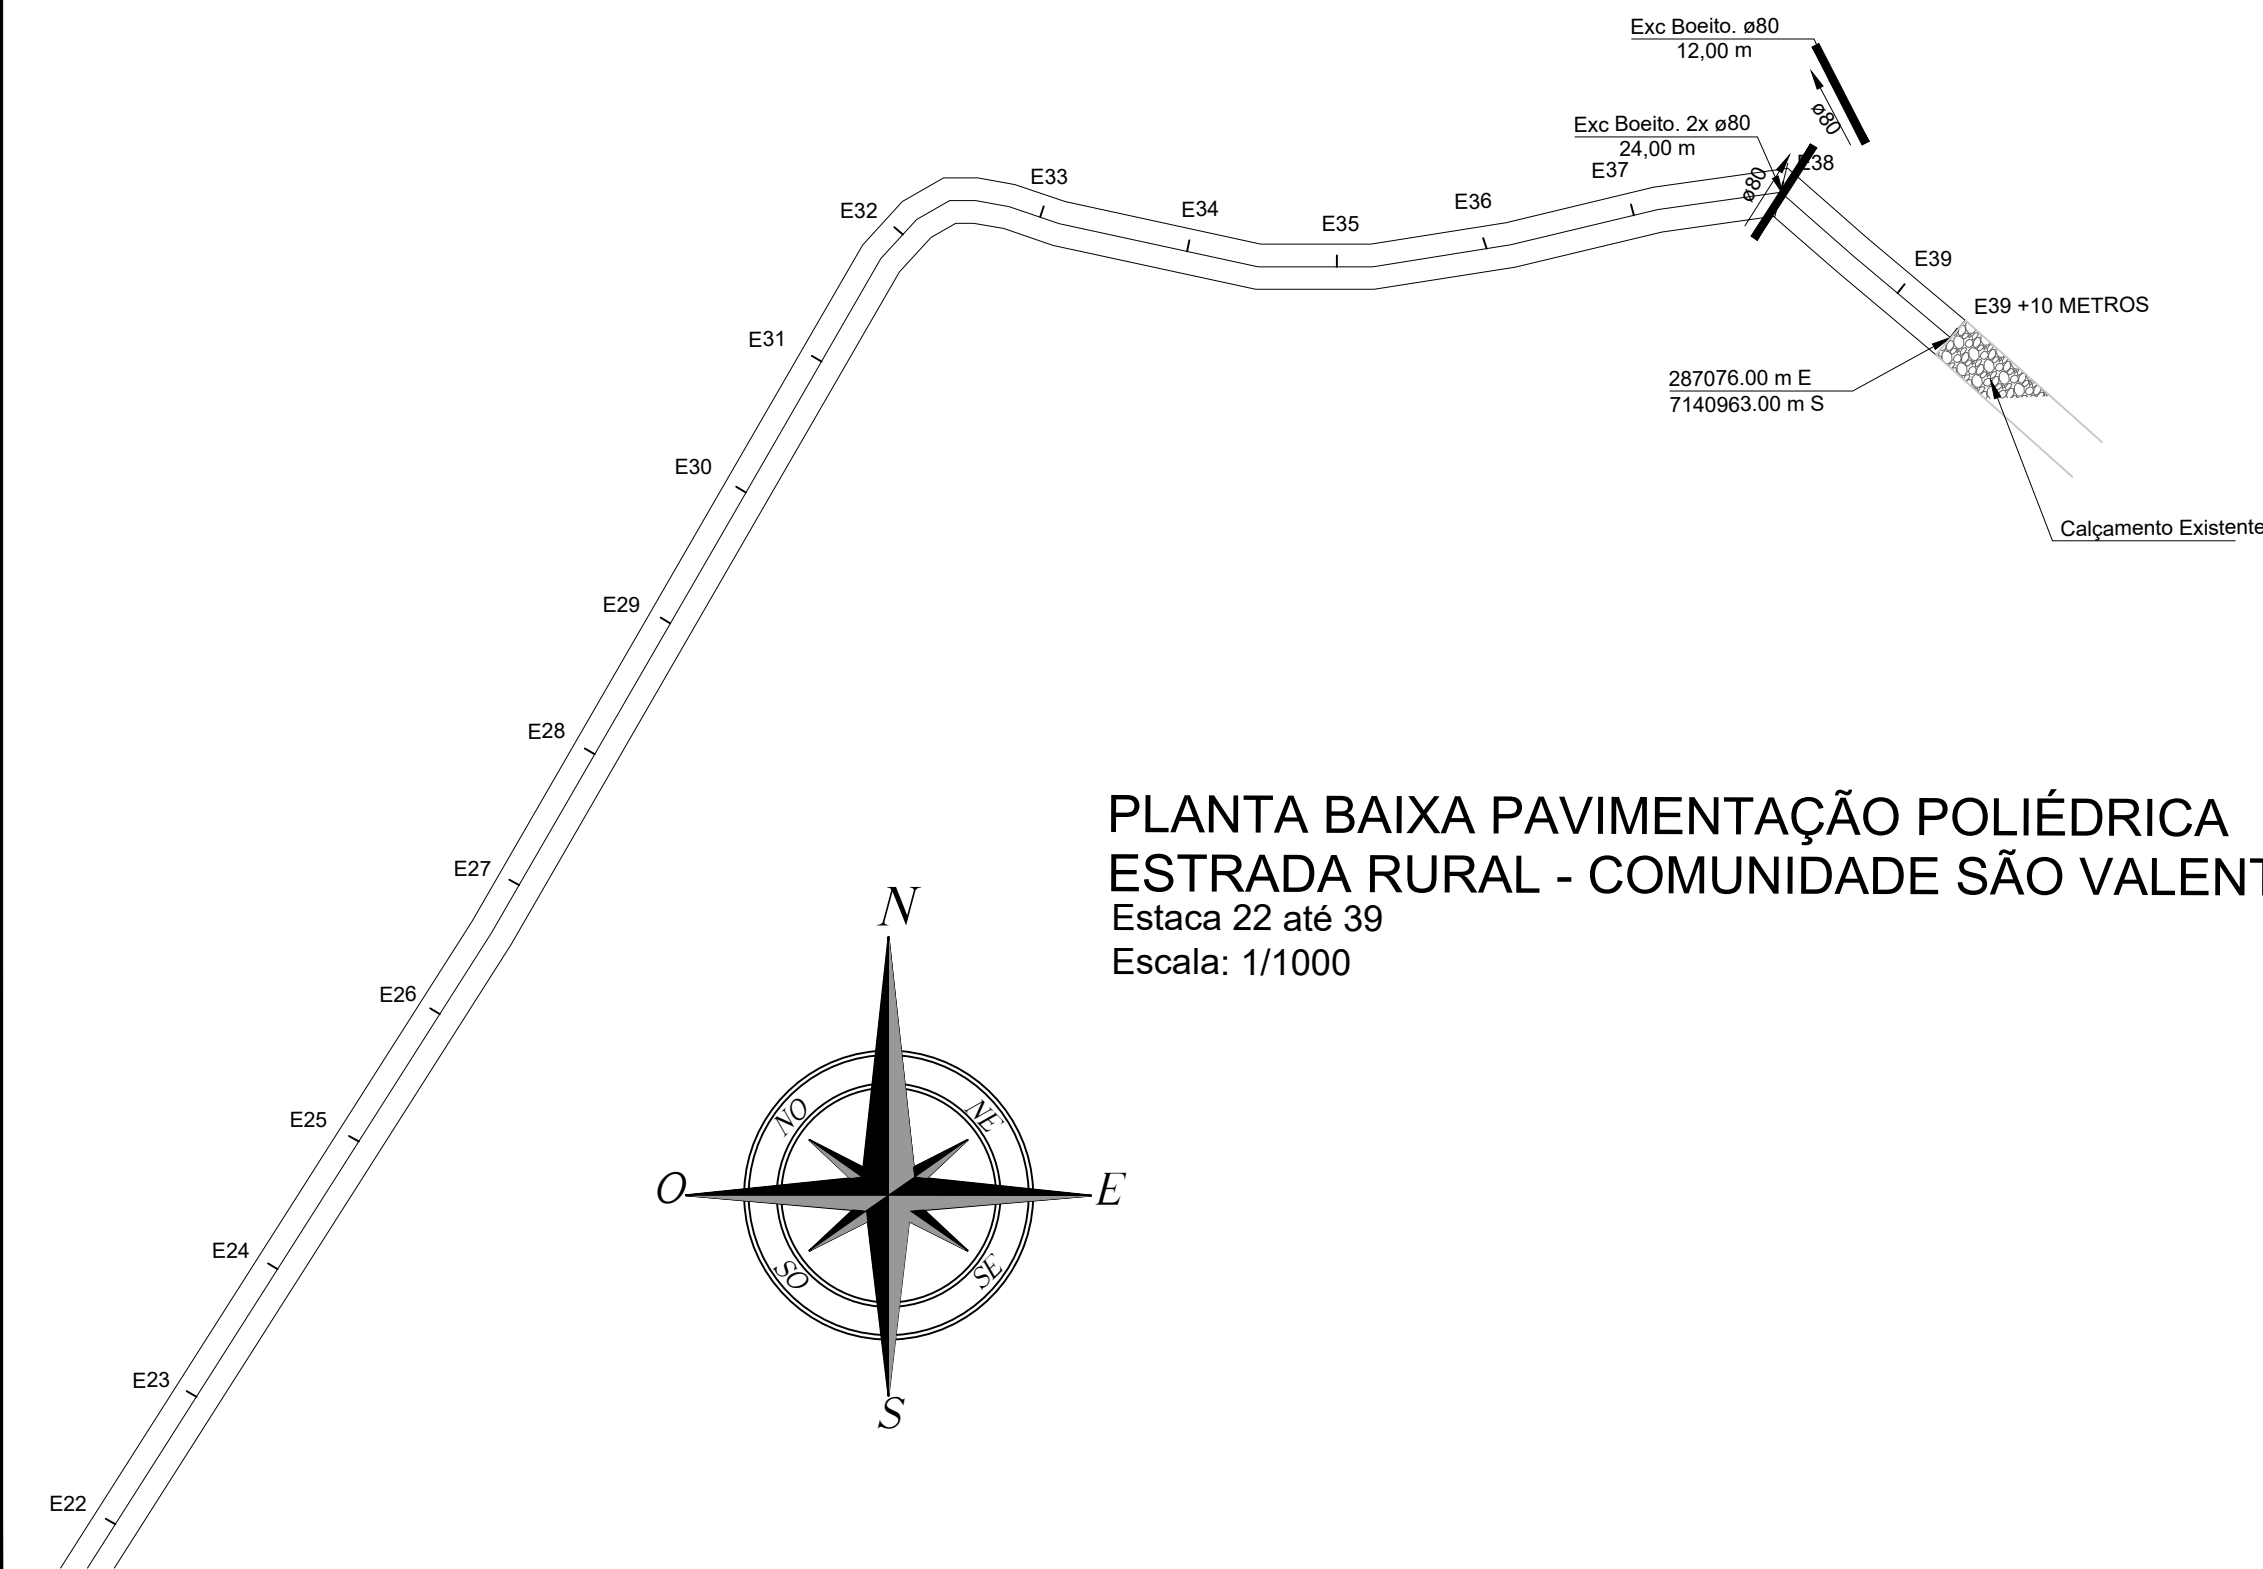 Exc Boeito. ø80
12,00 m
ø80
Exc Boeito. 2x ø80
24,00 m
ø80
E38
E37
E36
E35
E34
E33
E32
E39
E39 +10 METROS
287076.00 m E
7140963.00 m S
Calçamento Existente
E31
E30
E29
E28
E27
E26
E25
E24
E23
E22
PLANTA BAIXA PAVIMENTAÇÃO POLIÉDRICA
ESTRADA RURAL - COMUNIDADE SÃO VALENT
Estaca 22 até 39
Escala: 1/1000
N
NO
NE
O
E
SO
SE
S